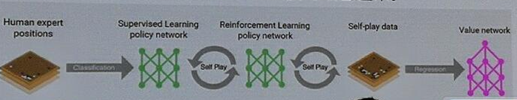 Human expert
positions
Supervised Learning
policy network
Reinforcement Learning
policy network
Self-play data
Value network
Classification
Self Play
Self Play
Regression